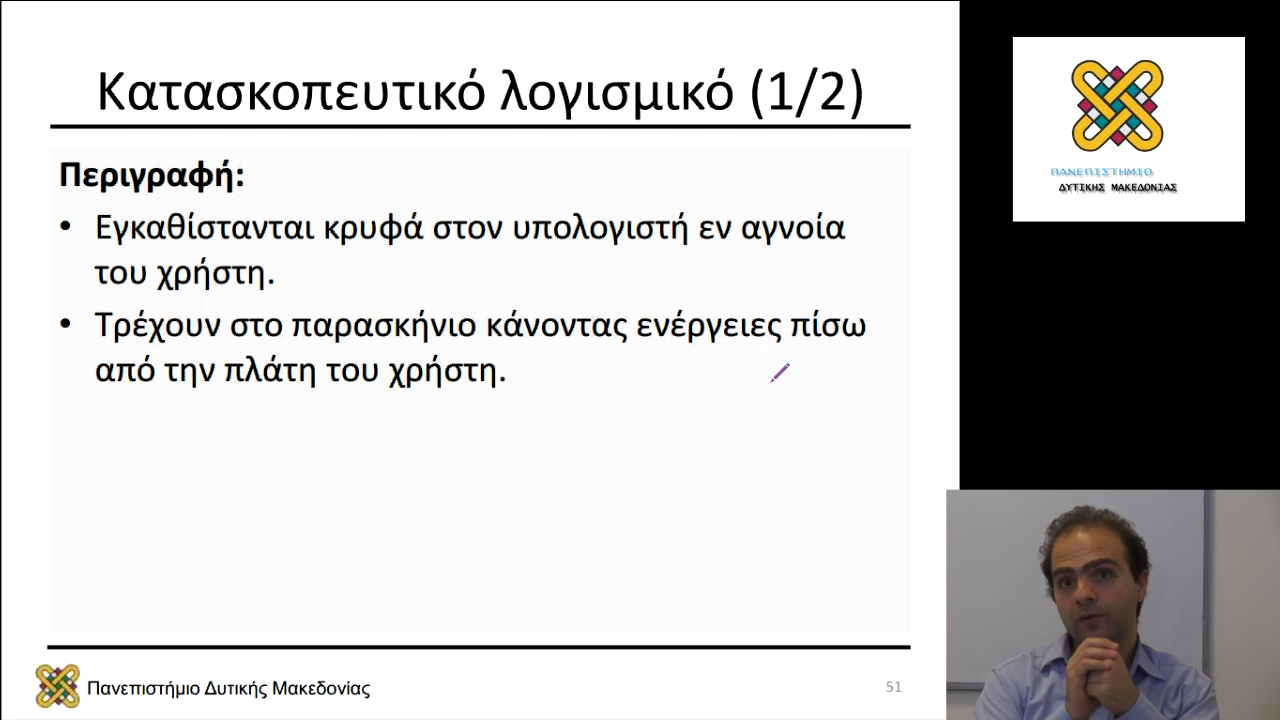 Κατασκοπευτικό λογισμικό (1/2)
Περιγραφή:
• Εγκαθίστανται κρυφά στον υπολογιστή εν αγνοία
του χρήστη.
• Τρέχουν στο παρασκήνιο κάνοντας ενέργειες πίσω
από την πλάτη του χρήστη.
Πανεπιστήμιο Δυτικής Μακεδονίας
51
ΠΑΝΕΠΙΣΤΗΜΙΟ
ΔΥΤΙΚΗΣ ΜΑΚΕΔΟΝΙΑΣ